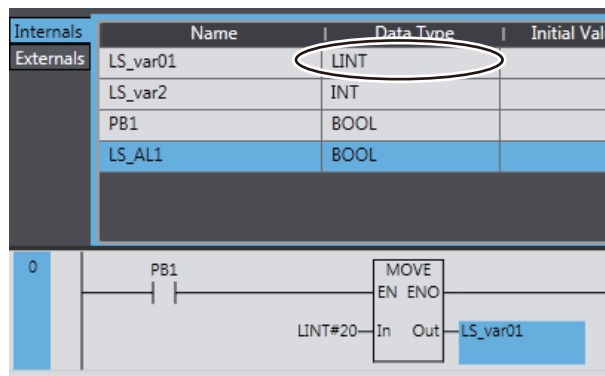 Internals Name Data Type Initial Val
Externals LS_var01 LINT
LS_var2 INT
PB1 BOOL
LS_AL1 BOOL
0 PB1 MOVE
EN ENO
LINT#20 In Out LS_var01